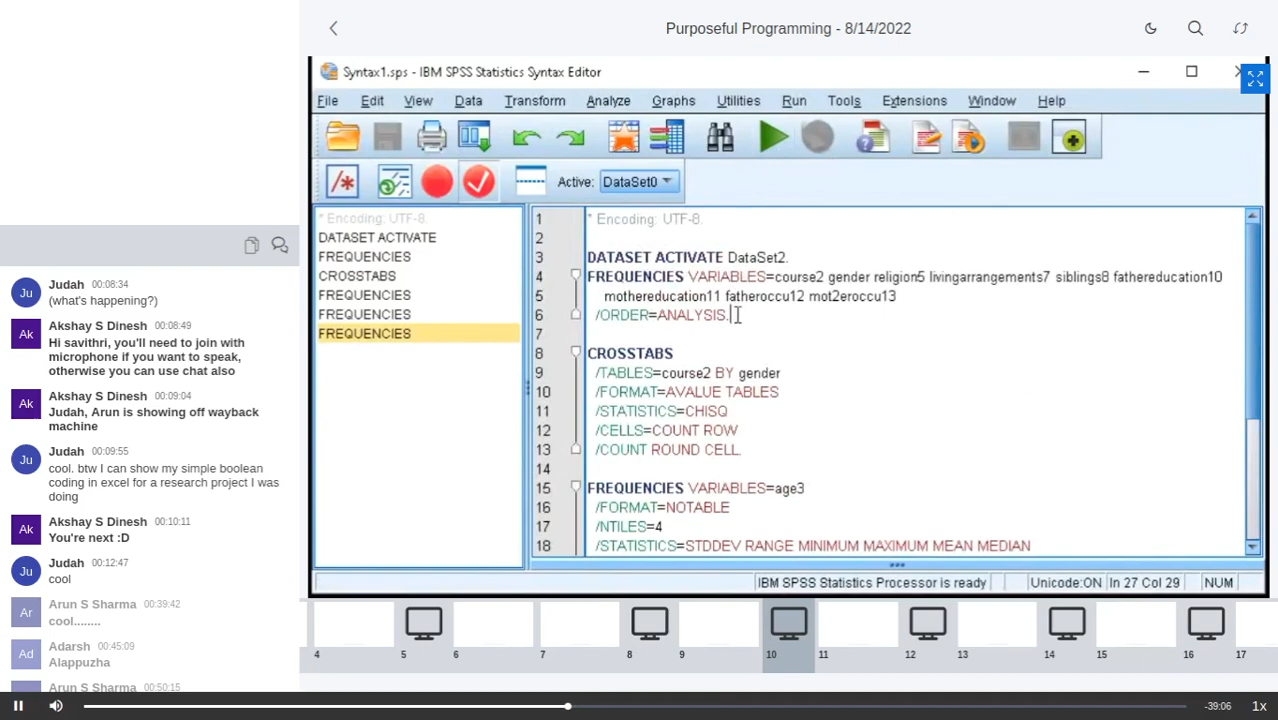 Purposeful Programming - 8/14/2022
Syntax1.sps - IBM SPSS Statistics Syntax Editor
File Edit View Data Transform Analyze Graphs Utilities Run Tools Extensions Window Help
Active: DataSet0
* Encoding: UTF-8.
DATASET ACTIVATE
FREQUENCIES
CROSSTABS
FREQUENCIES
FREQUENCIES
FREQUENCIES
1 * Encoding: UTF-8.
2
3 DATASET ACTIVATE DataSet2.
4 FREQUENCIES VARIABLES=course2 gender religion5 livingarrangements7 siblings8 fathereducation10
5 mothereducation11 fatheroccu12 mot2eroccu13
6 /ORDER=ANALYSIS.
7
8 CROSSTABS
9 /TABLES=course2 BY gender
10 /FORMAT=AVALUE TABLES
11 /STATISTICS=CHISQ
12 /CELLS=COUNT ROW
13 /COUNT ROUND CELL.
14
15 FREQUENCIES VARIABLES=age3
16 /FORMAT=NOTABLE
17 /NTILES=4
18 /STATISTICS=STDDEV RANGE MINIMUM MAXIMUM MEAN MEDIAN
IBM SPSS Statistics Processor is ready Unicode:ON In 27 Col 29 NUM
Ju Judah 00:08:34
(what's happening?)
Ak Akshay S Dinesh 00:08:49
Hi savithri, you'll need to join with
microphone if you want to speak,
otherwise you can use chat also
Ak Akshay S Dinesh 00:09:04
Judah, Arun is showing off wayback
machine
Ju Judah 00:09:55
cool. btw I can show my simple boolean
coding in excel for a research project I was
doing
Ak Akshay S Dinesh 00:10:11
You're next :D
Ju Judah 00:12:47
cool
Ar Arun S Sharma 00:39:42
cool........
Ad Adarsh 00:45:09
Alappuzha
Arun S Sharma 00:50:15
4 5 6 7 8 9 10 11 12 13 14 15 16 17
-39:06 1x